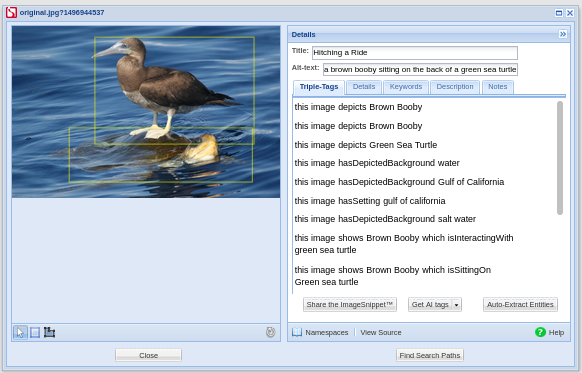 original.jpg?1496944537
Details
Title: Hitching a Ride
Alt-text: a brown booby sitting on the back of a green sea turtle
Triple-Tags Details Keywords Description Notes
this image depicts Brown Booby
this image depicts Brown Booby
this image depicts Green Sea Turtle
this image hasDepictedBackground water
this image hasDepictedBackground Gulf of California
this image hasSetting gulf of california
this image hasDepictedBackground salt water
this image shows Brown Booby which isInteractingWith
green sea turtle
this image shows Brown Booby which isSittingOn
Green sea turtle
Share the ImageSnippet™ Get AI tags Auto-Extract Entities
Namespaces View Source Help
Close Find Search Paths